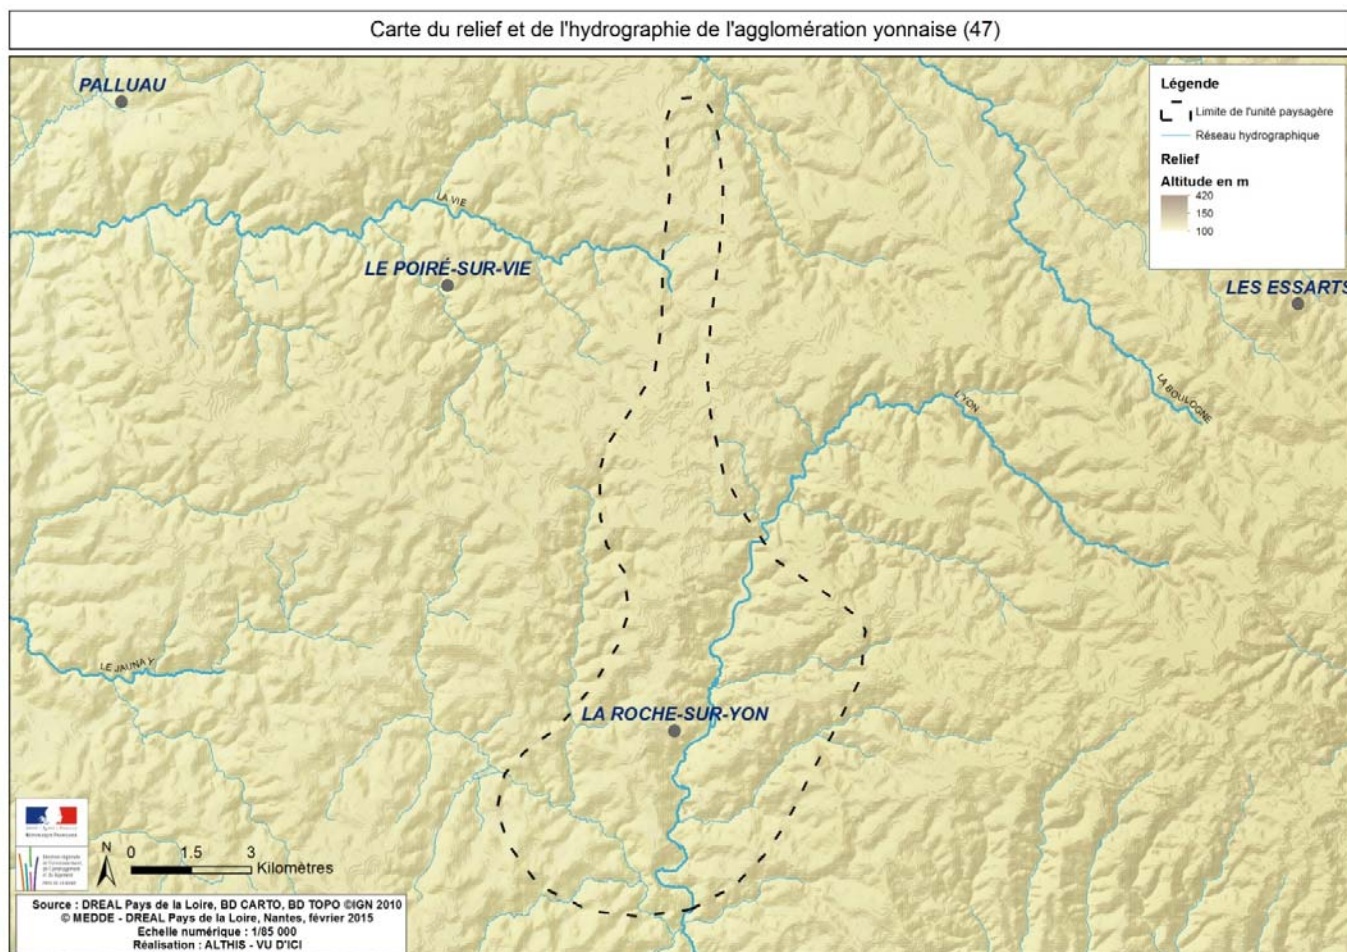 Carte du relief et de l'hydrographie de l'agglomération yonnaise (47)
PALLUAU
Légende
Limite de l'unité paysagère
Réseau hydrographique
Relief
Altitude en m
420
150
100
LA VIE
LE POIRÉ-SUR-VIE
LES ESSARTS
LA BOULOGNE
L'YON
LE JAUNAY
LA ROCHE-SUR-YON
N
0 1.5 3
Kilomètres
RÉPUBLIQUE FRANÇAISE
Source : DREAL Pays de la Loire, BD CARTO, BD TOPO ©IGN 2010
© MEDDE - DREAL Pays de la Loire, Nantes, février 2015
Echelle numérique : 1/85 000
Réalisation : ALTHIS - VU D'ICI